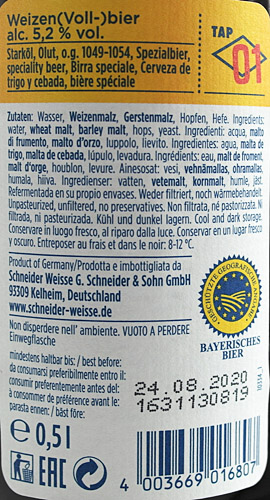 Weizen(Voll-)bier
alc. 5,2 % vol.
TAP
01
Starköl, Olut, o.g. 1049-1054, Spezialbier,
speciality beer, Birra speciale, Cerveza de
trigo y cebada, bière spéciale
Zutaten: Wasser, Weizenmalz, Gerstenmalz, Hopfen, Hefe. Ingredients:
water, wheat malt, barley malt, hops, yeast. Ingredienti: acqua, malto
di frumento, malto d'orzo, luppolo, lievito. Ingredientes: agua, malta de
trigo, malta de cebada, lúpulo, levadura. Ingrédients: eau, malt de froment,
malt d'orge, houblon, levure. Ainesosat: vesi, vehnämallas, ohramallas,
humala, hiiva. Ingredienser: vatten, vetemalt, kornmalt, humle, jäst.
Refermentada en su propio envases. Weder filtriert, noch wärmebehandelt.
Unpasteurized, unfiltered, no preservatives. Non filtrata, né pastorizzata. Ni
filtrada, ni pasteurizada. Kühl und dunkel lagern. Cool and dark storage.
Conservare in luogo fresco, al riparo dalla luce. Conservar en un lugar fresco
y oscuro. Entreposer au frais et dans le noir: 8-12 °C.
Product of Germany/Prodotta e imbottigliata da
Schneider Weisse G. Schneider & Sohn GmbH
93309 Kelheim, Deutschland
www.schneider-weisse.de
Non disperdere nell' ambiente. VUOTO A PERDERE
Einwegflasche
GESCHÜTZTE GEOGRAFISCHE ANGABE
BAYERISCHES
BIER
mindestens haltbar bis: / best before:
da consumarsi preferibilmente entro il:
consumir preferentemente antes del:
à consommer de préférence avant le:
parasta ennen: / bäst före:
24.08.2020
1631130819
e 0,5 l
EAC
4 003669 016807